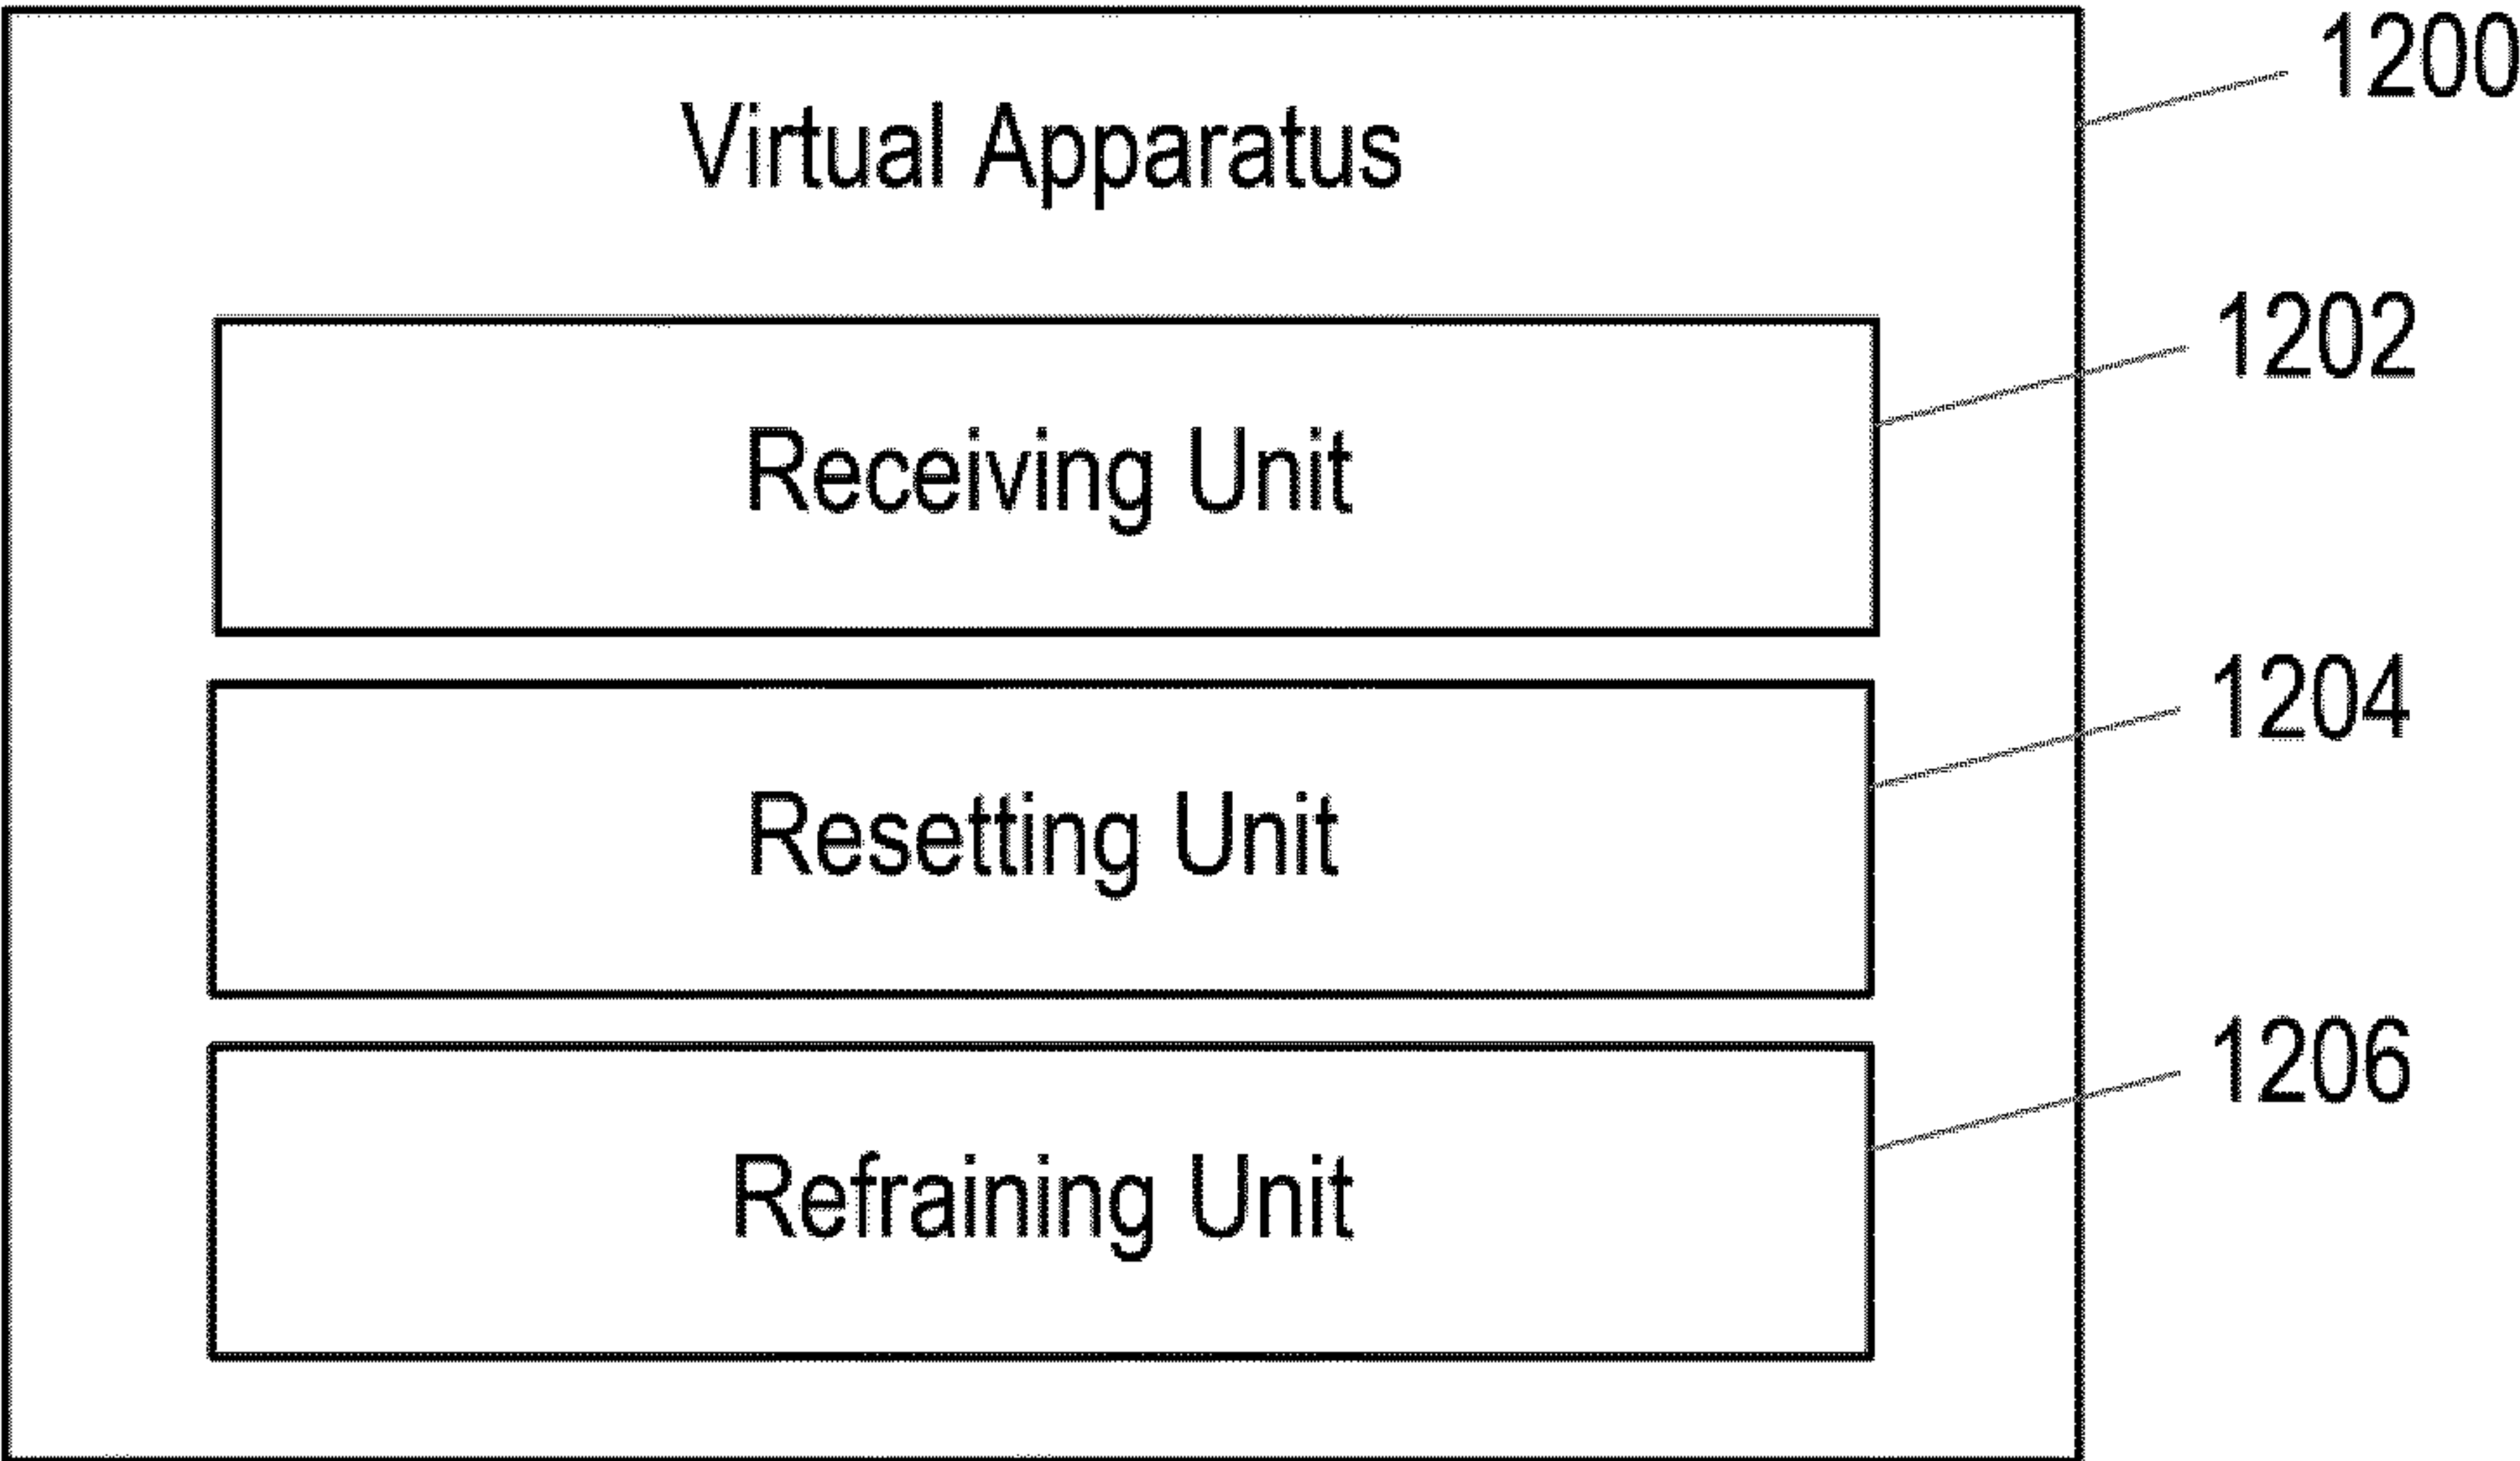 1200
Virtual Apparatus
1202
Receiving Unit
1204
Resetting Unit
1206
Refraining Unit